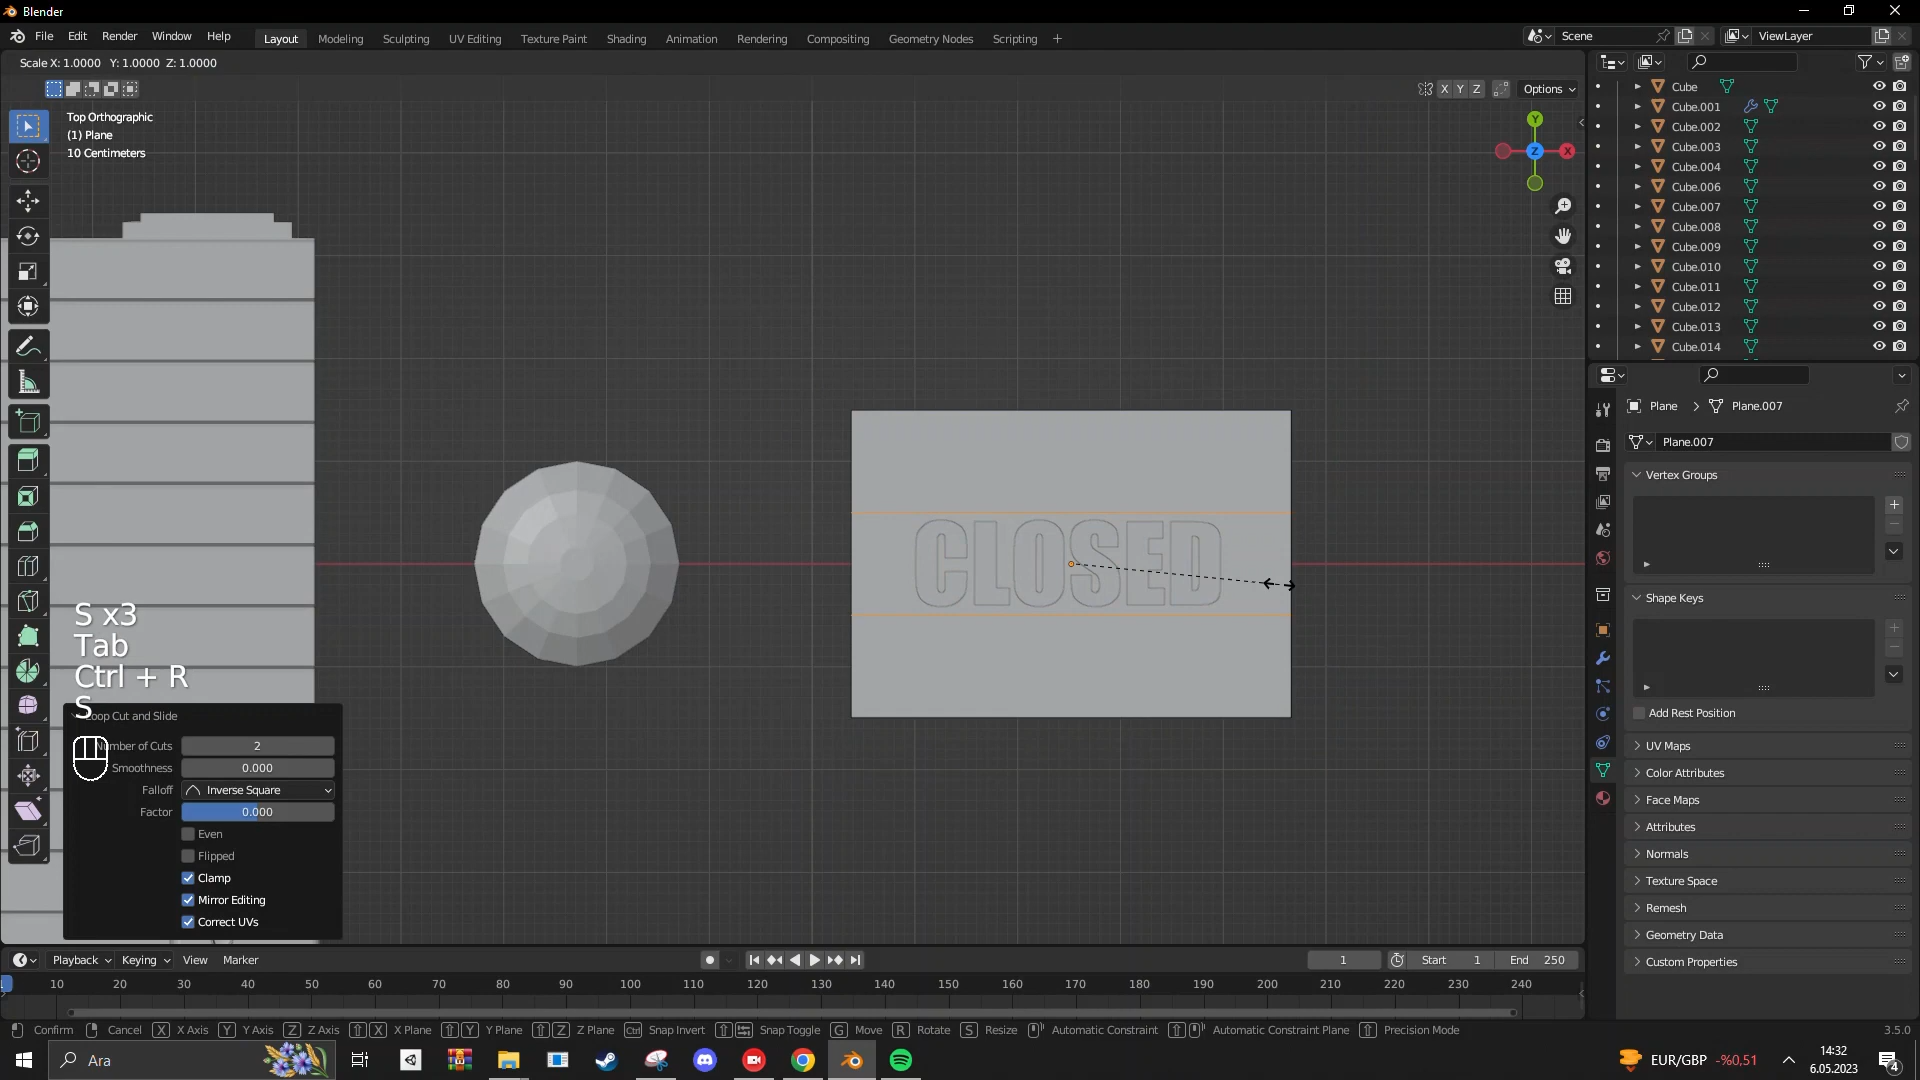 Blender
File Edit Render Window Help
Layout Modeling Sculpting UV Editing Texture Paint Shading Animation Rendering Compositing Geometry Nodes Scripting +
Scene
ViewLayer
Scale X: 1.0000 Y: 1.0000 Z: 1.0000
X Y Z
Options
Top Orthographic
(1) Plane
10 Centimeters
Y
Z
X
CLOSED
S x3
Tab
Ctrl + R
S
Loop Cut and Slide
Number of Cuts 2
Smoothness 0.000
Falloff Inverse Square
Factor 0.000
Even
Flipped
Clamp
Mirror Editing
Correct UVs
Cube
Cube.001
Cube.002
Cube.003
Cube.004
Cube.006
Cube.007
Cube.008
Cube.009
Cube.010
Cube.011
Cube.012
Cube.013
Cube.014
Plane > Plane.007
Plane.007
Vertex Groups
Shape Keys
Add Rest Position
UV Maps
Color Attributes
Face Maps
Attributes
Normals
Texture Space
Remesh
Geometry Data
Custom Properties
Playback Keying View Marker
1 Start 1 End 250
1 10 20 30 40 50 60 70 80 90 100 110 120 130 140 150 160 170 180 190 200 210 220 230 240
Confirm Cancel X X Axis Y Y Axis Z Z Axis X X Plane Y Y Plane Z Z Plane Ctrl Snap Invert Snap Toggle G Move R Rotate S Resize Automatic Constraint Automatic Constraint Plane Precision Mode
3.5.0
Ara
EUR/GBP -%0,51
14:32
6.05.2023
4